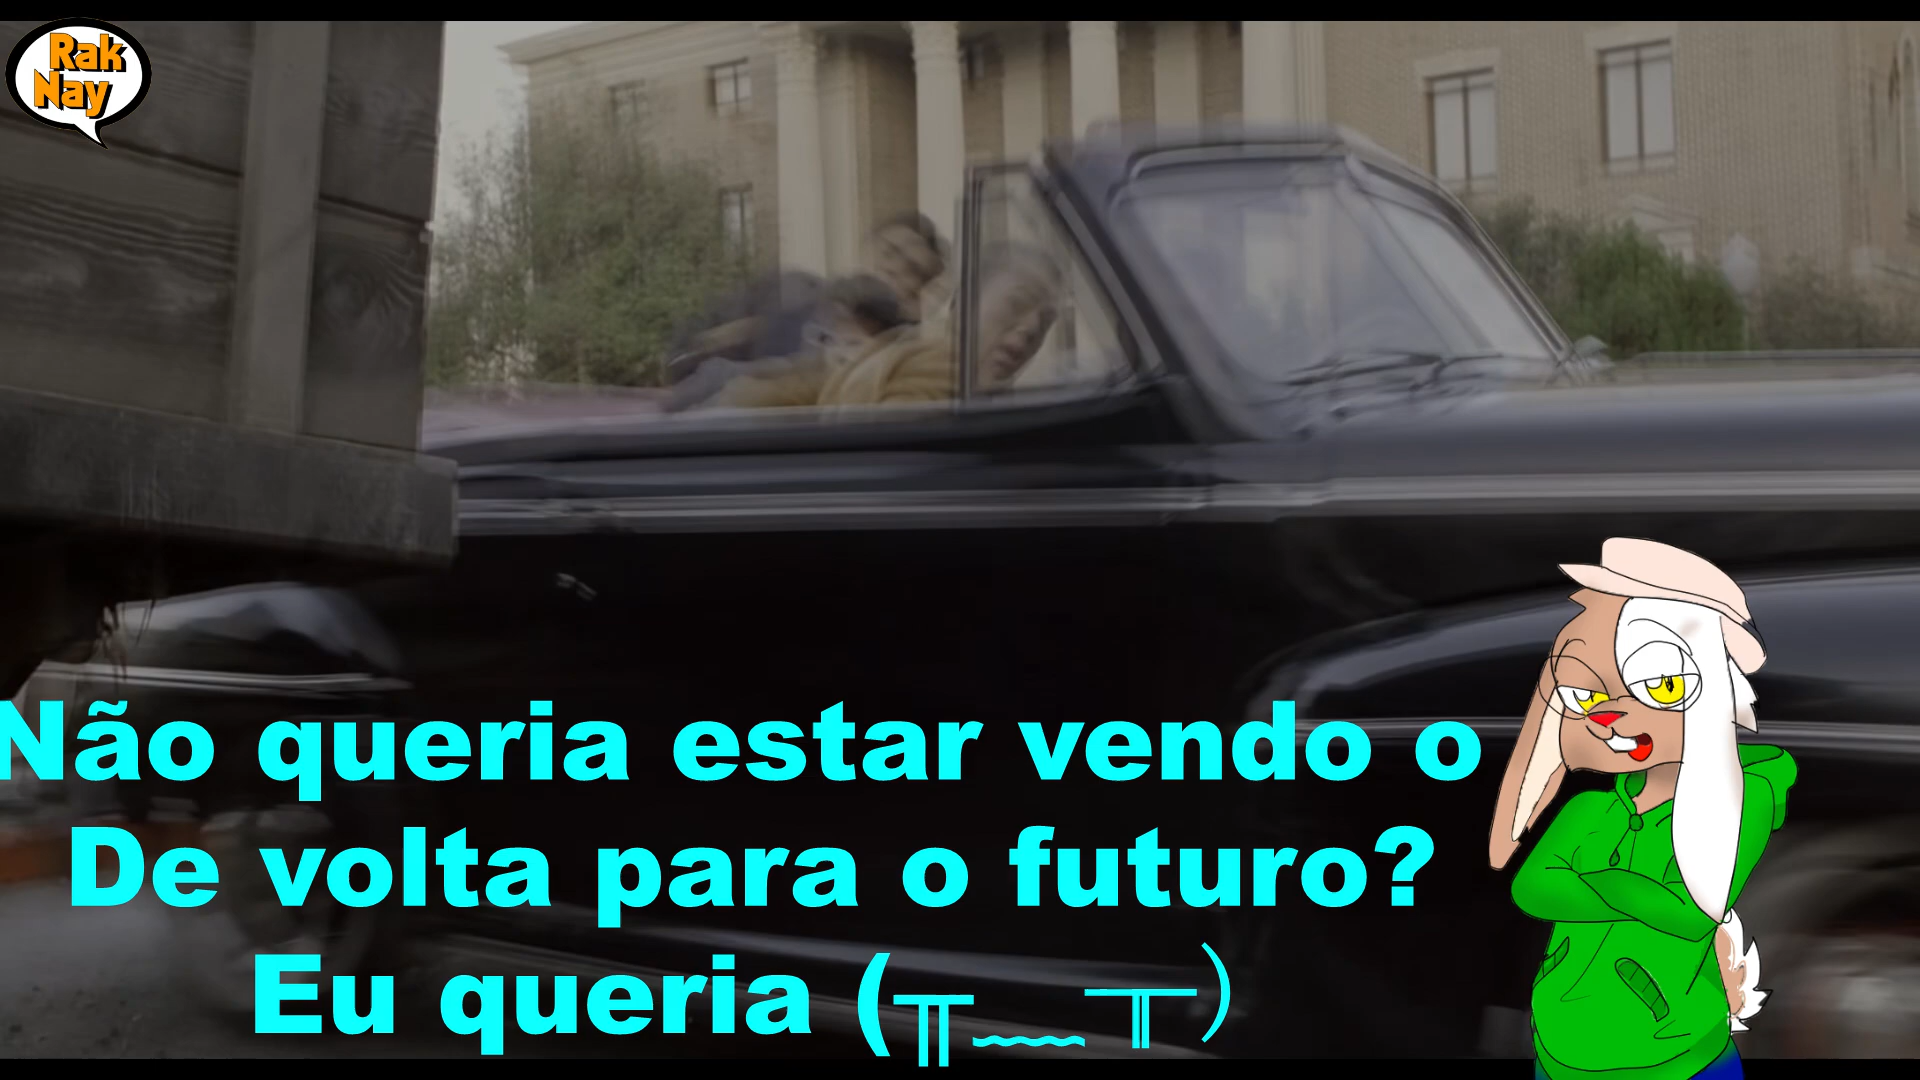 Rak
Nay
Não queria estar vendo o
De volta para o futuro?
Eu queria (╥﹏╥)